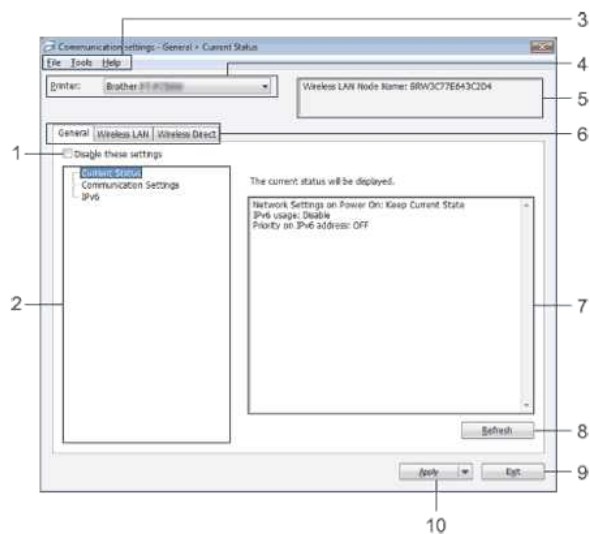 3
Communication settings - General > Current Status
File Tools Help
4
Printer: Brother
Wireless LAN Node Name: BRW3C77E643C2D4
5
General Wireless LAN Wireless Direct
6
1
Disable these settings
Current Status
Communication Settings
IPv6
The current status will be displayed.
Network Settings on Power On: Keep Current State
IPv6 usage: Disable
Priority on IPv6 address: OFF
2
7
Refresh
8
Apply
Exit
9
10